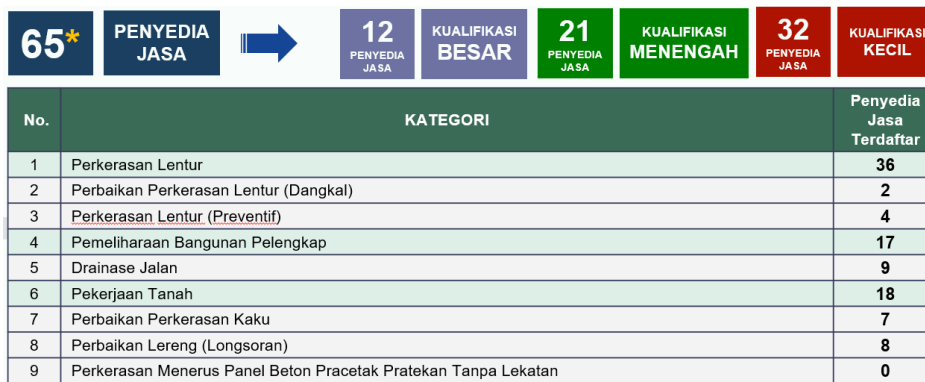 65*
PENYEDIA
JASA
12
PENYEDIA
JASA
KUALIFIKASI
BESAR
21
PENYEDIA
JASA
KUALIFIKASI
MENENGAH
32
PENYEDIA
JASA
KUALIFIKASI
KECIL
No. KATEGORI Penyedia Jasa Terdaftar
1 Perkerasan Lentur 36
2 Perbaikan Perkerasan Lentur (Dangkal) 2
3 Perkerasan Lentur (Preventif) 4
4 Pemeliharaan Bangunan Pelengkap 17
5 Drainase Jalan 9
6 Pekerjaan Tanah 18
7 Perbaikan Perkerasan Kaku 7
8 Perbaikan Lereng (Longsoran) 8
9 Perkerasan Menerus Panel Beton Pracetak Pratekan Tanpa Lekatan 0